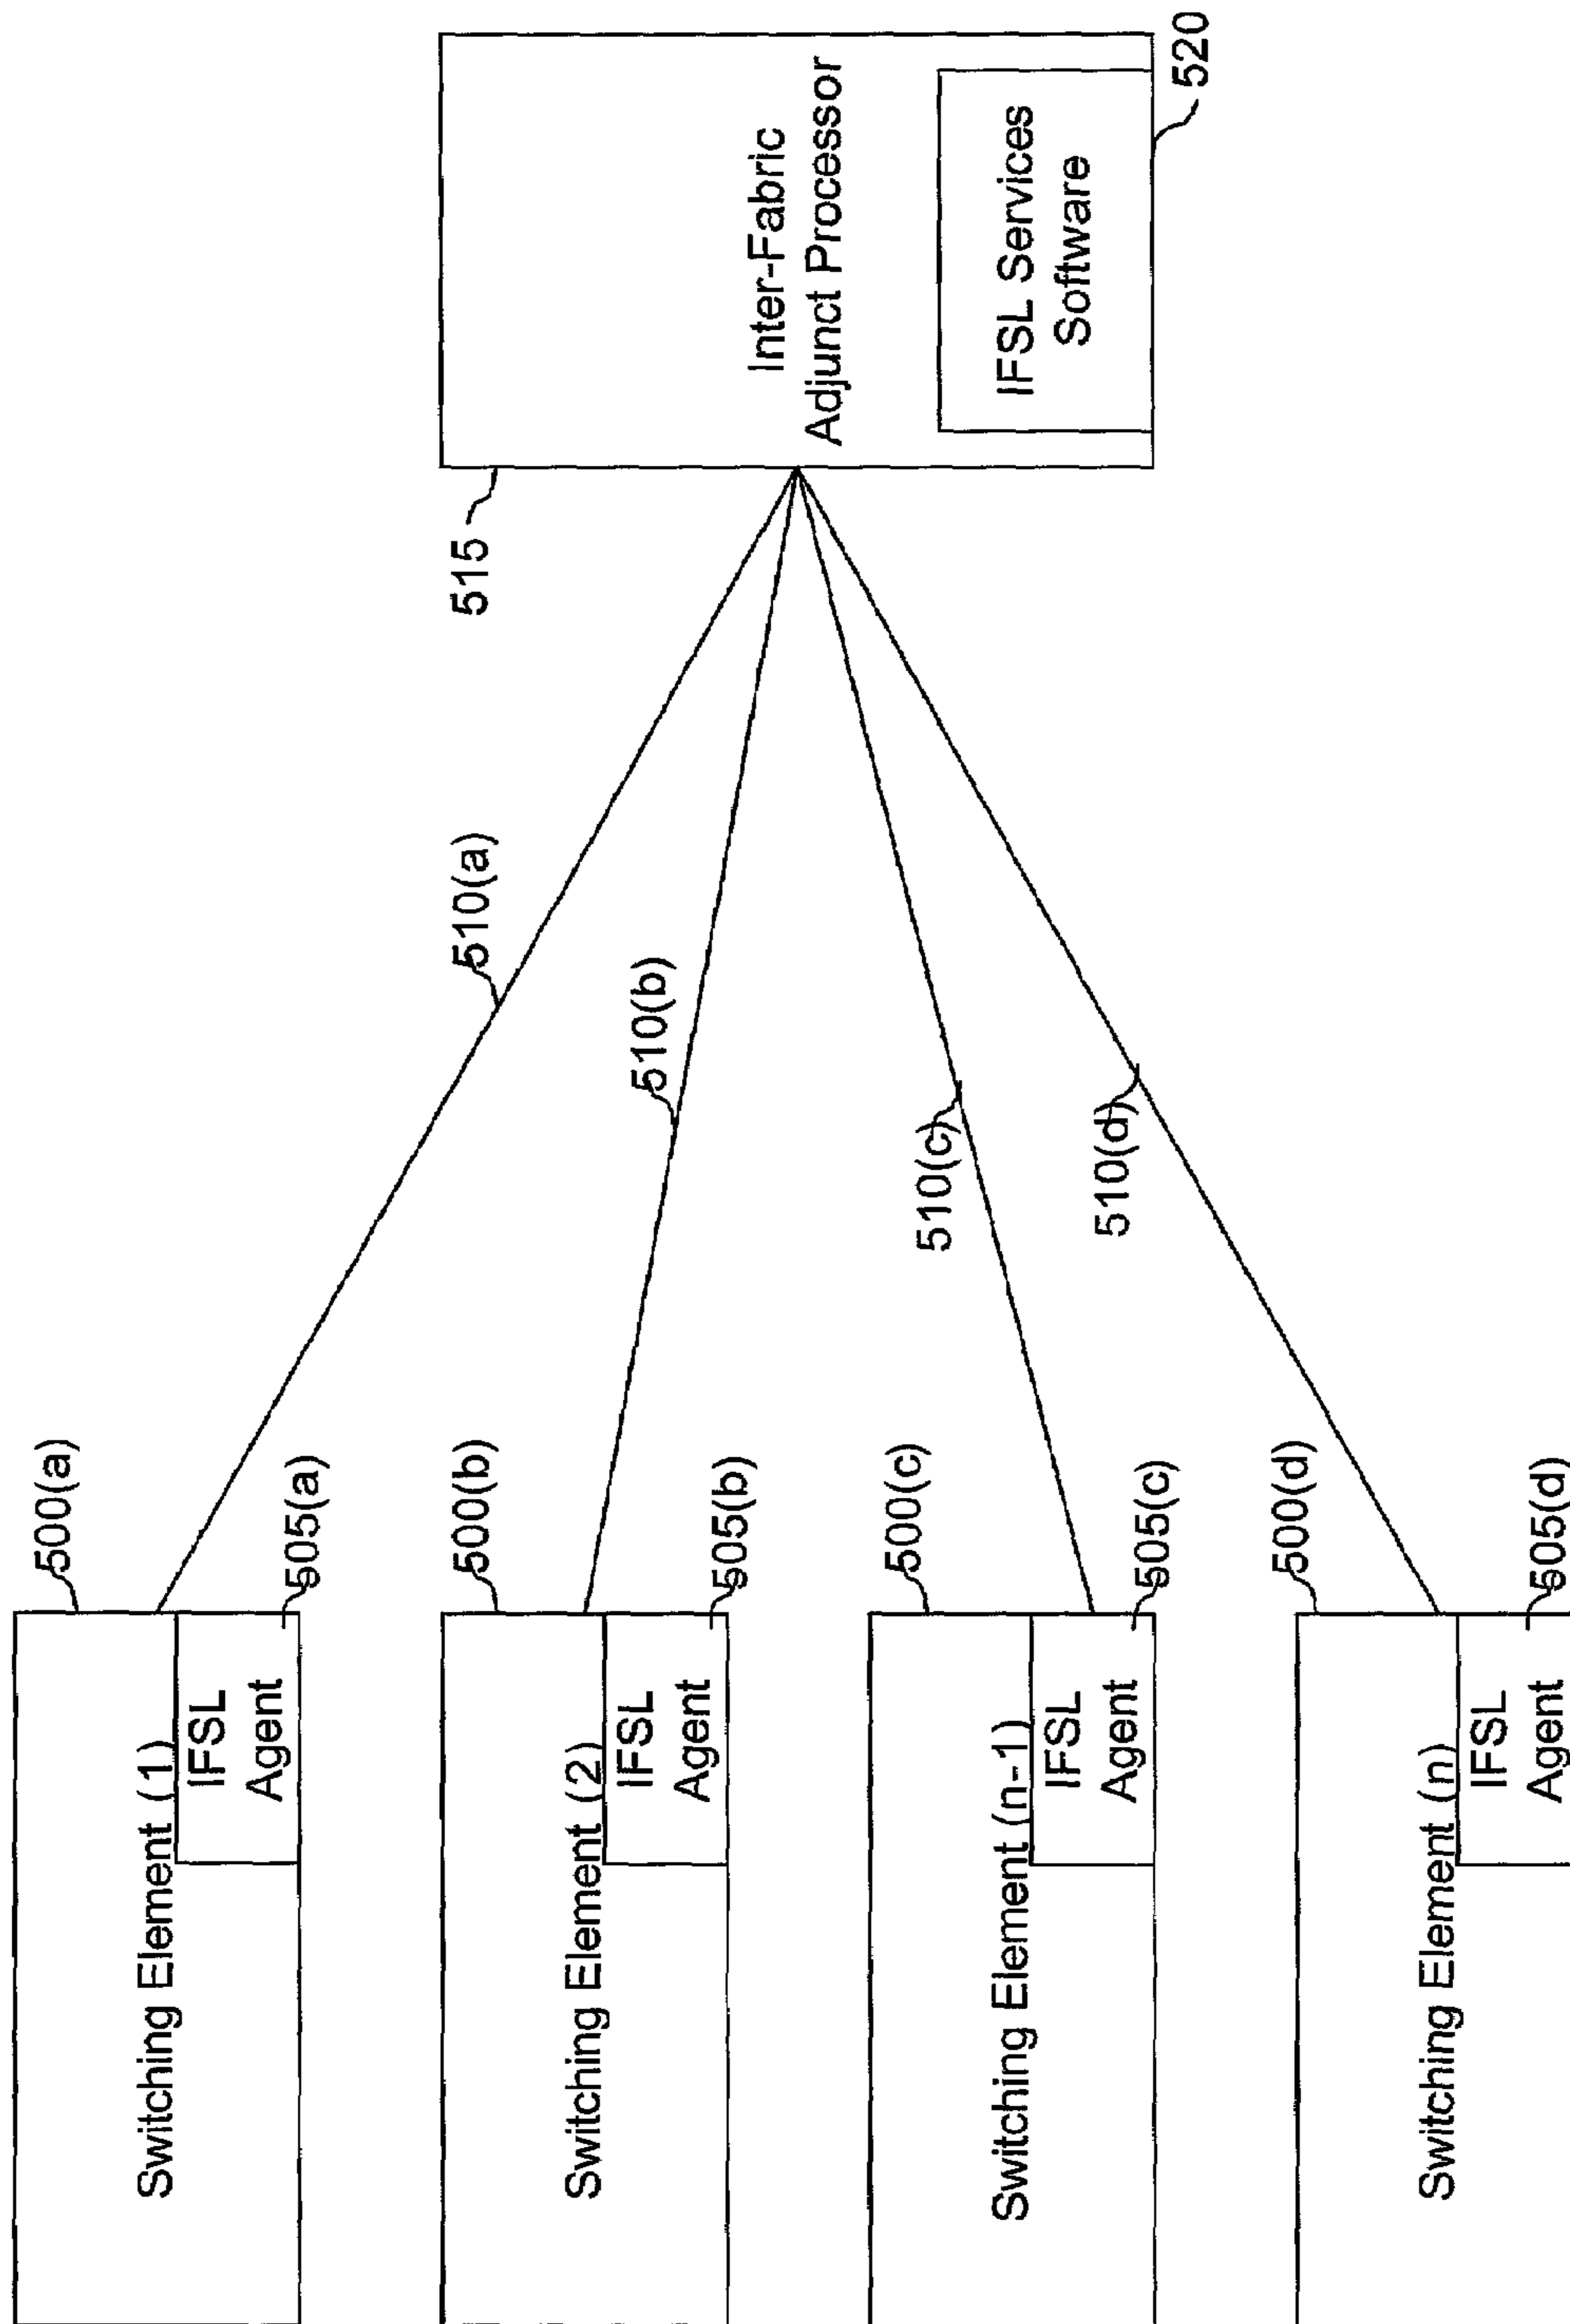 500(a)
Switching Element (1)
IFSL
Agent
505(a)
500(b)
Switching Element (2)
IFSL
Agent
505(b)
500(c)
Switching Element (n-1)
IFSL
Agent
505(c)
500(d)
Switching Element (n)
IFSL
Agent
505(d)
510(a)
510(b)
510(c)
510(d)
515
Inter-Fabric
Adjunct Processor
IFSL Services
Software
520